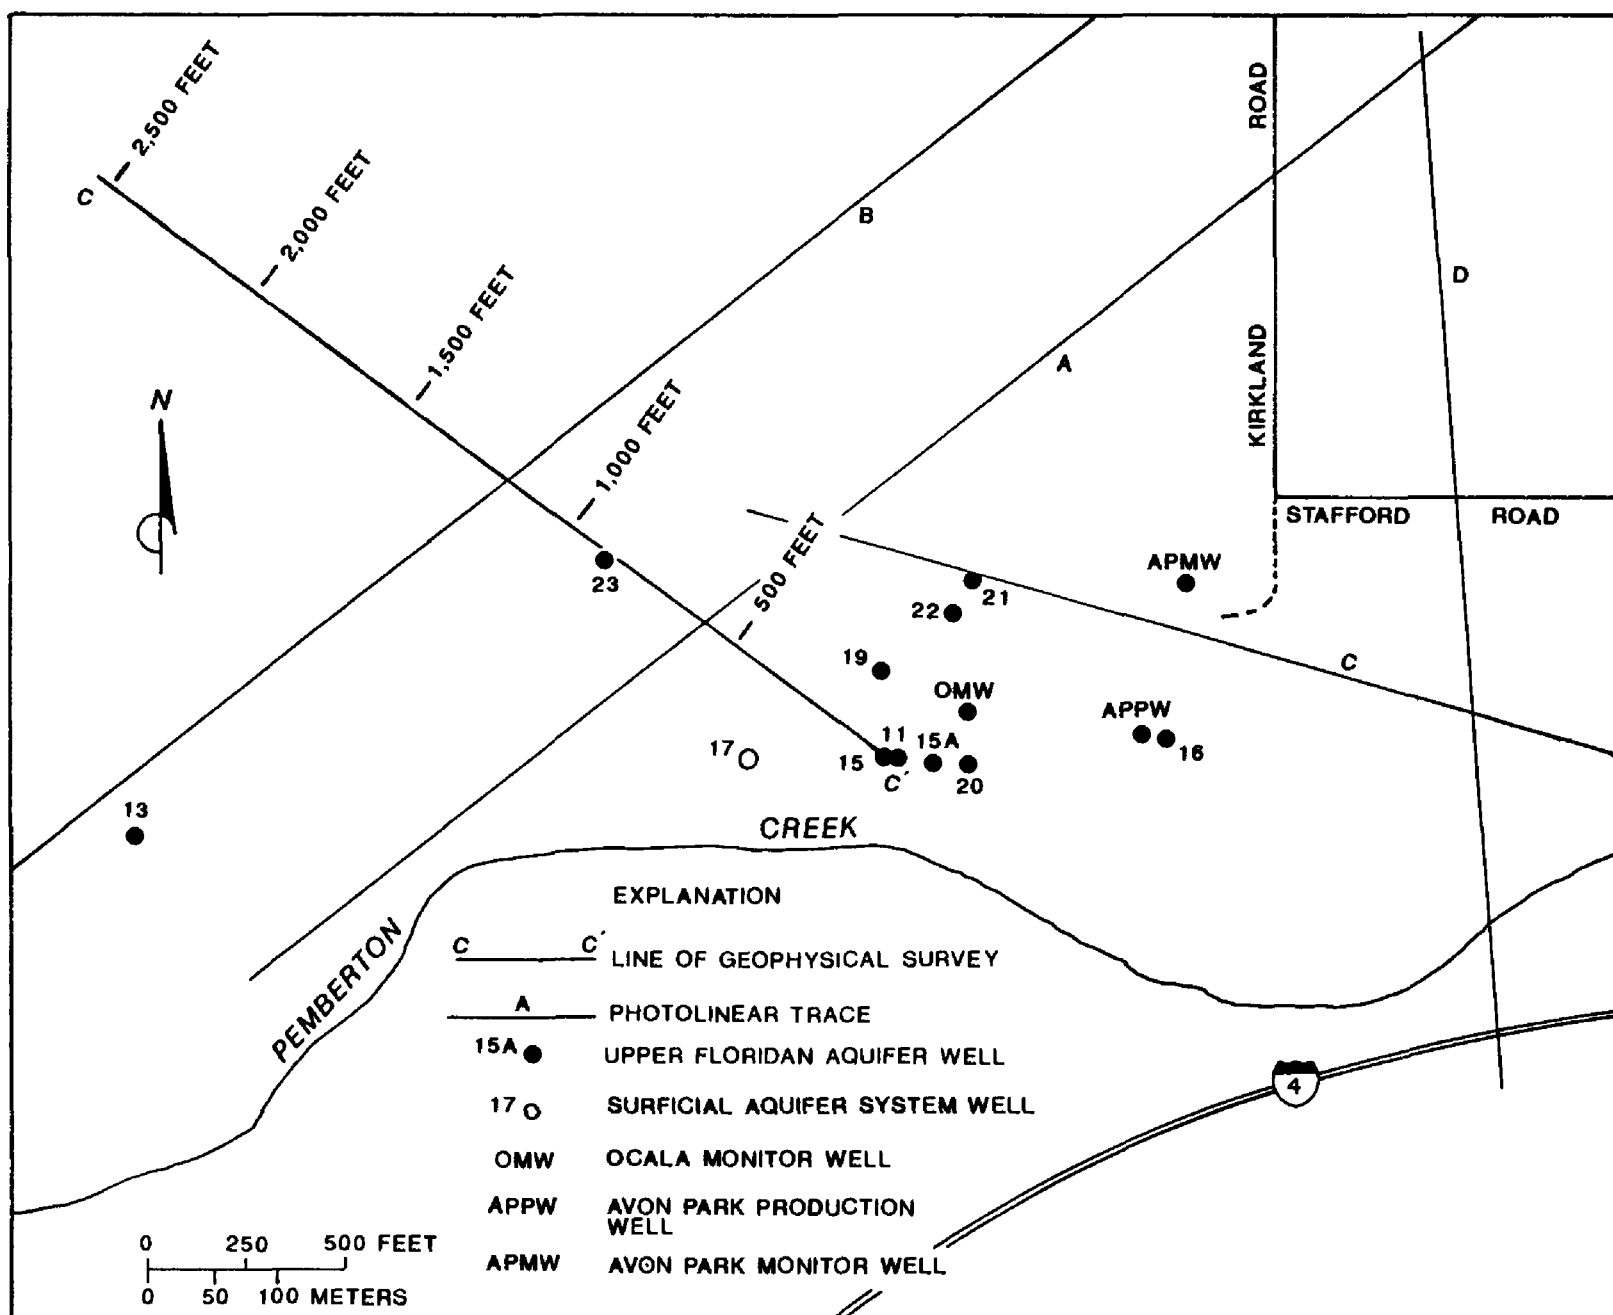 2,500 FEET
C
2,000 FEET
1,500 FEET
1,000 FEET
500 FEET
B
A
ROAD
KIRKLAND
D
N
STAFFORD ROAD
APMW
23
21
22
19
C
OMW
APPW
16
17
11
15A
15
C'
20
13
CREEK
PEMBERTON
EXPLANATION
C C' LINE OF GEOPHYSICAL SURVEY
A PHOTOLINEAR TRACE
15A UPPER FLORIDAN AQUIFER WELL
17 SURFICIAL AQUIFER SYSTEM WELL
OMW OCALA MONITOR WELL
APPW AVON PARK PRODUCTION
WELL
APMW AVON PARK MONITOR WELL
4
0 250 500 FEET
0 50 100 METERS